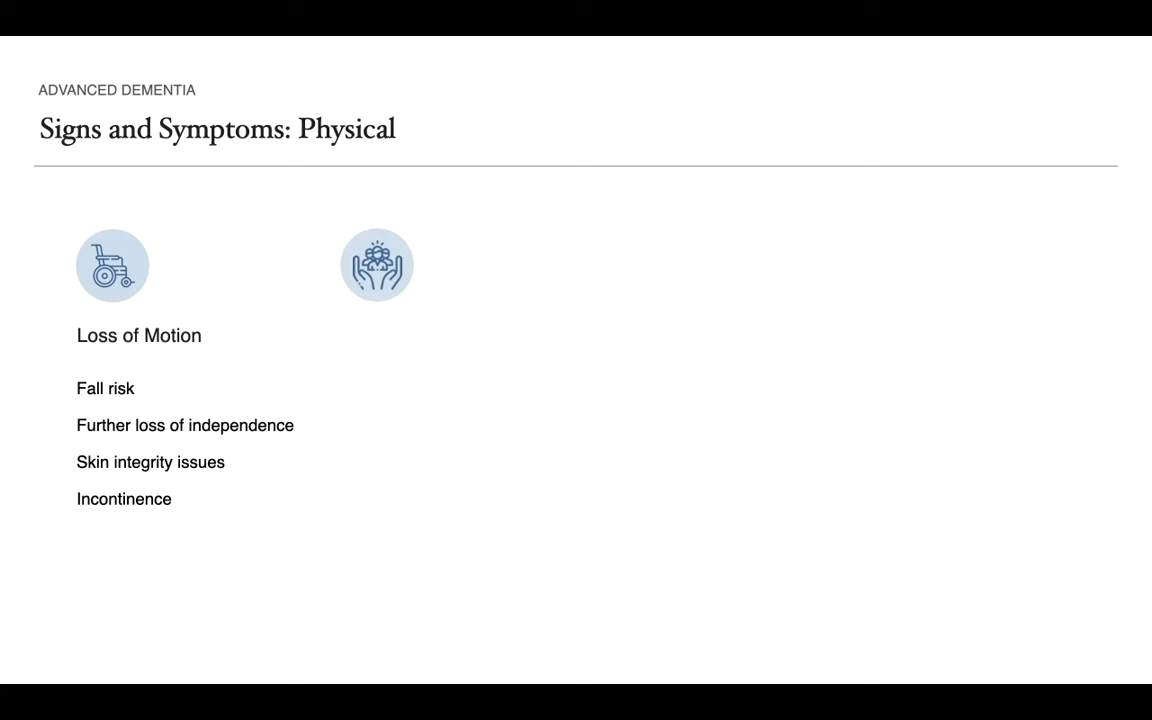 ADVANCED DEMENTIA
Signs and Symptoms: Physical
Loss of Motion
Fall risk
Further loss of independence
Skin integrity issues
Incontinence